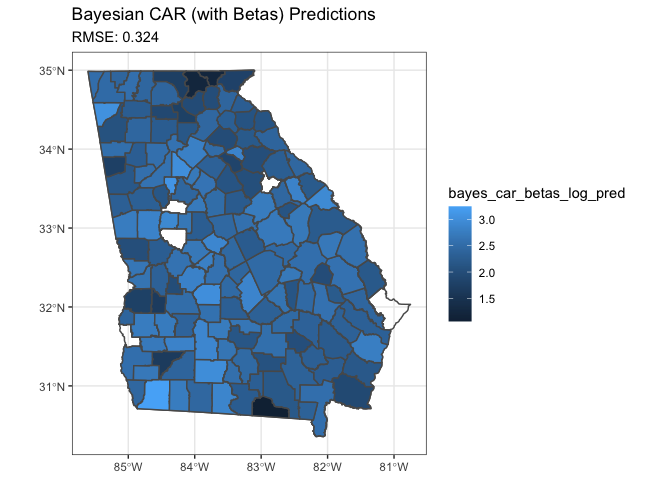 Bayesian CAR (with Betas) Predictions
RMSE: 0.324
35°N
34°N
33°N
32°N
31°N
85°W
84°W
83°W
82°W
81°W
bayes_car_betas_log_pred
3.0
2.5
2.0
1.5